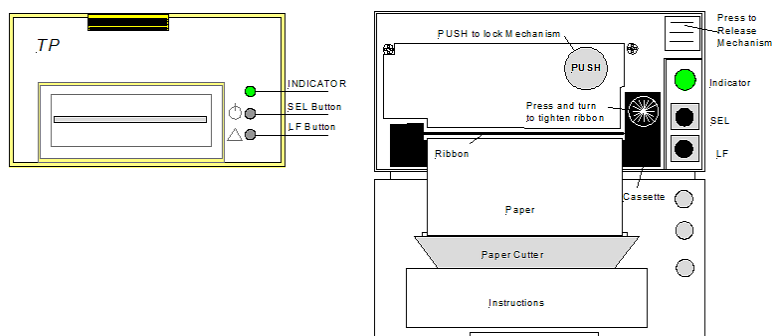 TP
INDICATOR
SEL Button
LF Button
PUSH to lock Mechanism
Press to
Release
Mechanism
PUSH
Indicator
Press and turn
to tighten ribbon
SEL
Ribbon
LF
Cassette
Paper
Paper Cutter
Instructions